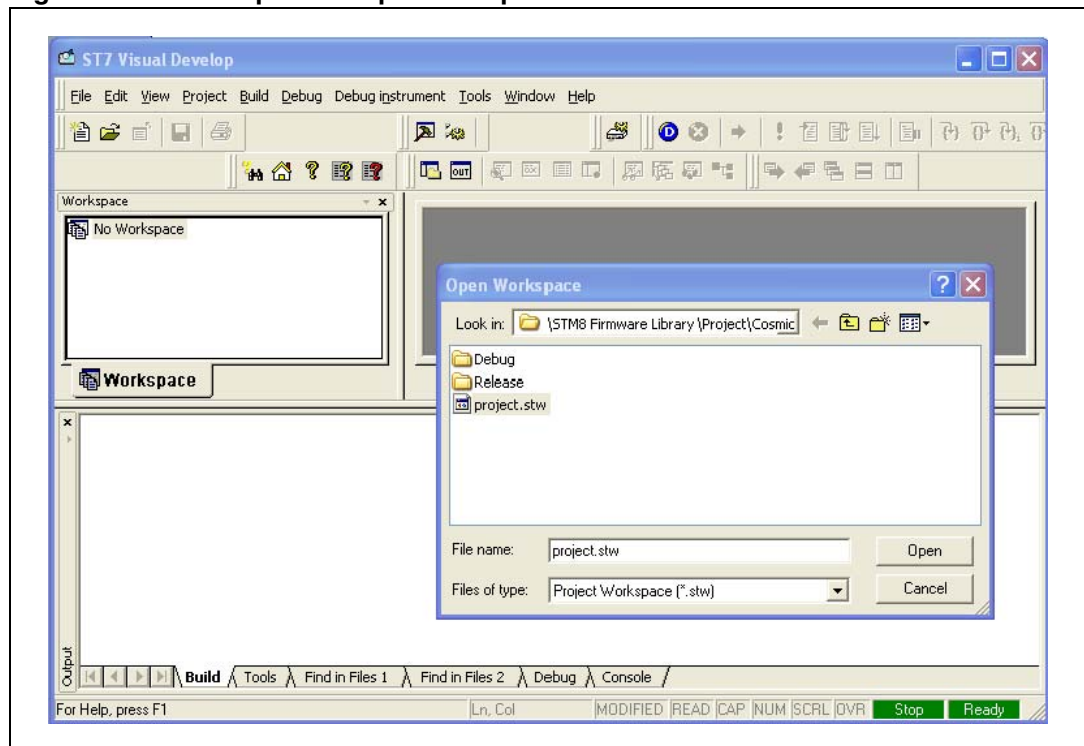 ST7 Visual Develop
File Edit View Project Build Debug Debug instrument Tools Window Help
OUT
Workspace
No Workspace
Workspace
Open Workspace
Look in: \STM8 Firmware Library\Project\Cosmic
Debug
Release
project.stw
File name: project.stw Open
Files of type: Project Workspace (*.stw) Cancel
Output
Build Tools Find in Files 1 Find in Files 2 Debug Console
For Help, press F1 Ln, Col MODIFIED READ CAP NUM SCRL OVR Stop Ready